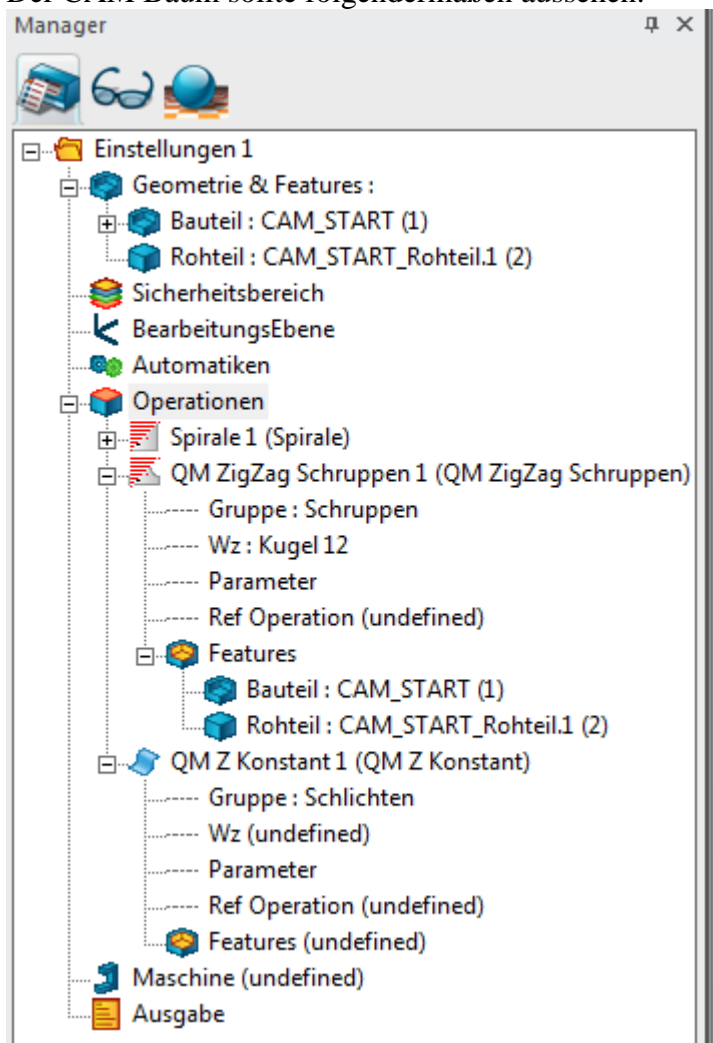 Der CAM Baum sollte folgendermaßen aussehen:
Manager
Einstellungen 1
Geometrie & Features :
Bauteil : CAM_START (1)
Rohteil : CAM_START_Rohteil.1 (2)
Sicherheitsbereich
BearbeitungsEbene
Automatiken
Operationen
Spirale 1 (Spirale)
QM ZigZag Schruppen 1 (QM ZigZag Schruppen)
Gruppe : Schruppen
Wz : Kugel 12
Parameter
Ref Operation (undefined)
Features
Bauteil : CAM_START (1)
Rohteil : CAM_START_Rohteil.1 (2)
QM Z Konstant 1 (QM Z Konstant)
Gruppe : Schlichten
Wz (undefined)
Parameter
Ref Operation (undefined)
Features (undefined)
Maschine (undefined)
Ausgabe